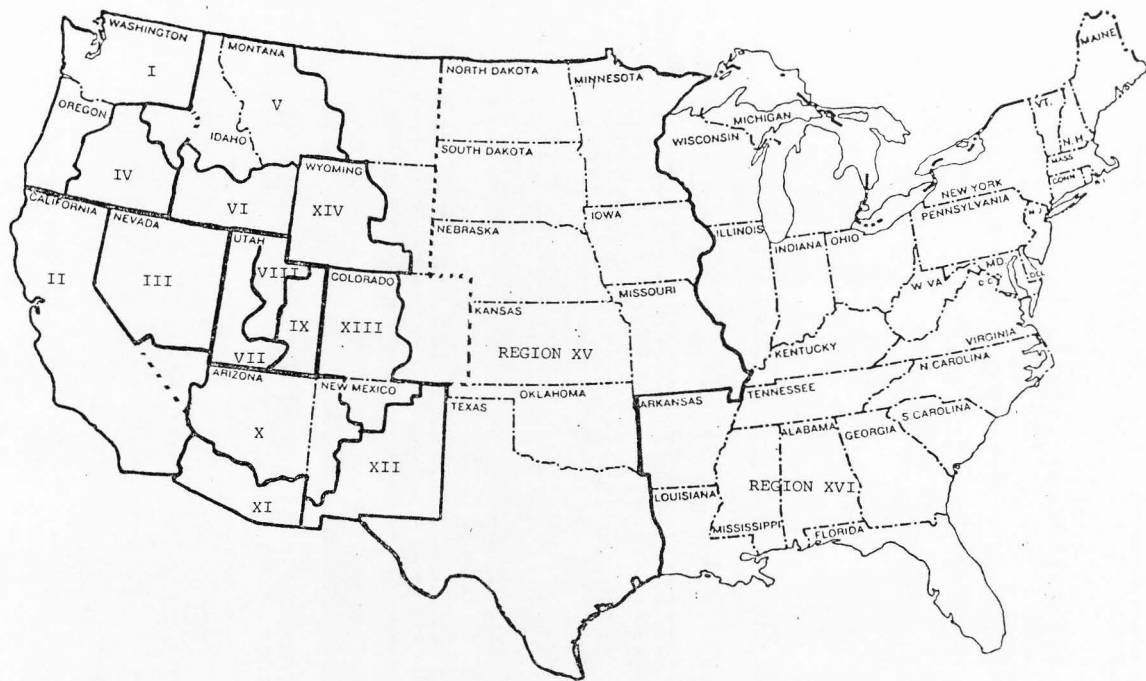 WASHINGTON
I
MONTANA
V
IDAHO
OREGON
IV
VI
WYOMING
XIV
NORTH DAKOTA
SOUTH DAKOTA
NEBRASKA
MINNESOTA
WISCONSIN
MICHIGAN
IOWA
ILLINOIS
INDIANA
OHIO
MAINE
VT.
N.H.
MASS
CONN
R I
NEW YORK
PENNSYLVANIA
N J
MD.
DEL
D C
W VA
VIRGINIA
CALIFORNIA
II
NEVADA
III
UTAH
VIII
IX
VII
COLORADO
XIII
KANSAS
REGION XV
MISSOURI
KENTUCKY
N CAROLINA
TENNESSEE
S CAROLINA
ARIZONA
X
XI
NEW MEXICO
XII
TEXAS
OKLAHOMA
ARKANSAS
LOUISIANA
MISSISSIPPI
ALABAMA
GEORGIA
REGION XVI
FLORIDA